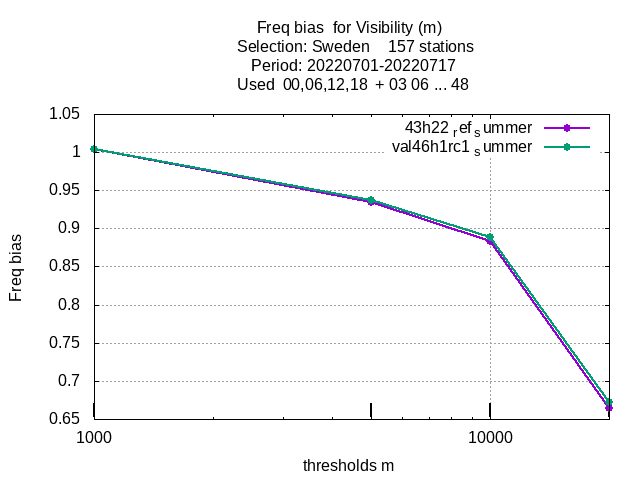 Freq bias for Visibility (m)
Selection: Sweden 157 stations
Period: 20220701-20220717
Used 00,06,12,18 + 03 06 ... 48
43h22 ref summer
val46h1rc1 summer
1.05
1
0.95
0.9
0.85
0.8
0.75
0.7
0.65
Freq bias
1000
10000
thresholds m